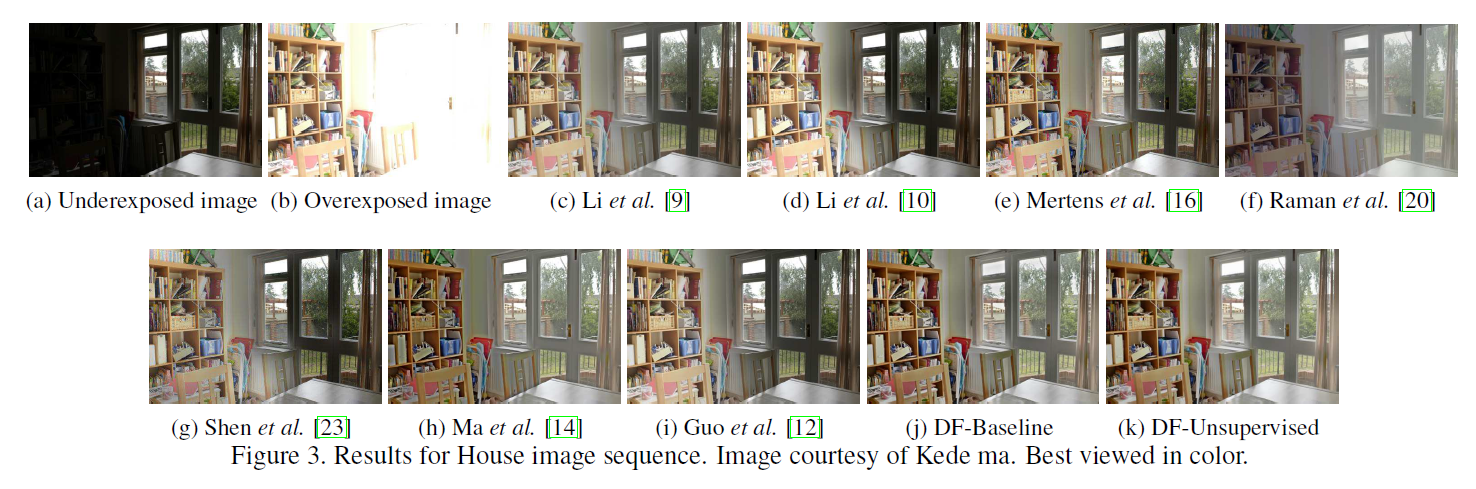 (a) Underexposed image (b) Overexposed image (c) Li et al. [9] (d) Li et al. [10] (e) Mertens et al. [16] (f) Raman et al. [20]
(g) Shen et al. [23] (h) Ma et al. [14] (i) Guo et al. [12] (j) DF-Baseline (k) DF-Unsupervised
Figure 3. Results for House image sequence. Image courtesy of Kede ma. Best viewed in color.